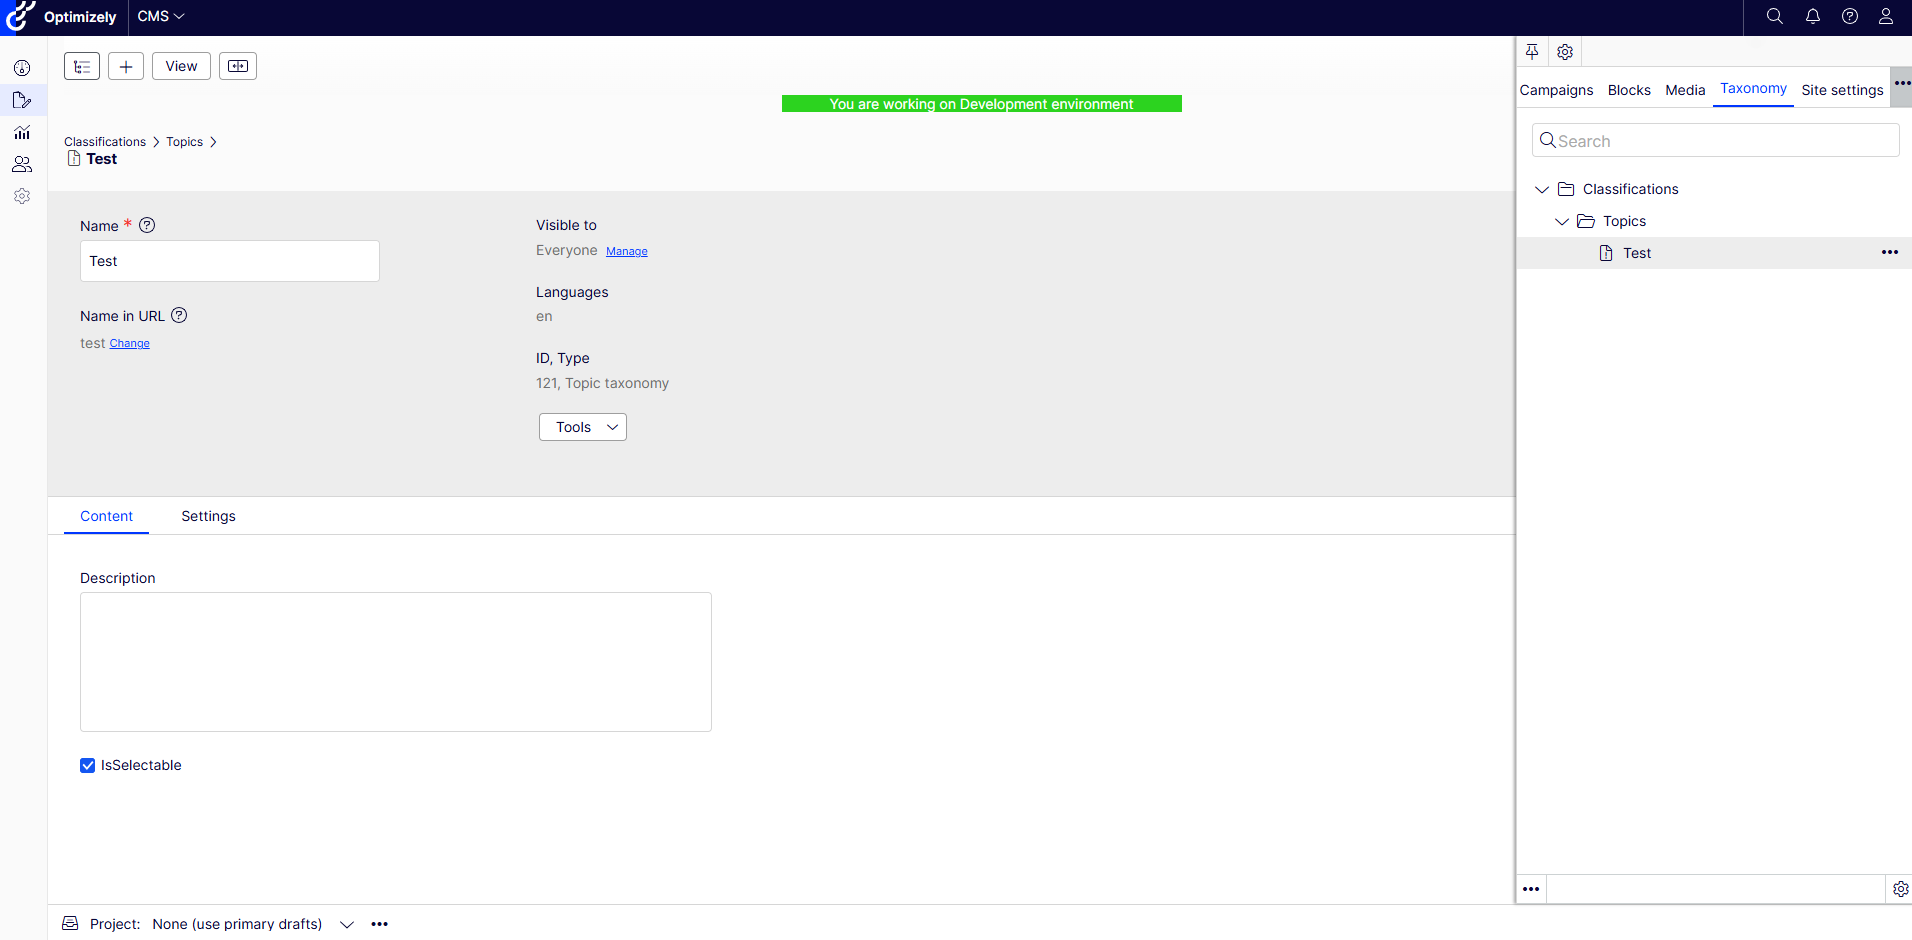 Optimizely
CMS
View
You are working on Development environment
Classifications
Topics
Test
Name *
Test
Name in URL
test Change
Visible to
Everyone Manage
Languages
en
ID, Type
121, Topic taxonomy
Tools
Content
Settings
Description
IsSelectable
Project: None (use primary drafts)
Campaigns
Blocks
Media
Taxonomy
Site settings
Search
Classifications
Topics
Test